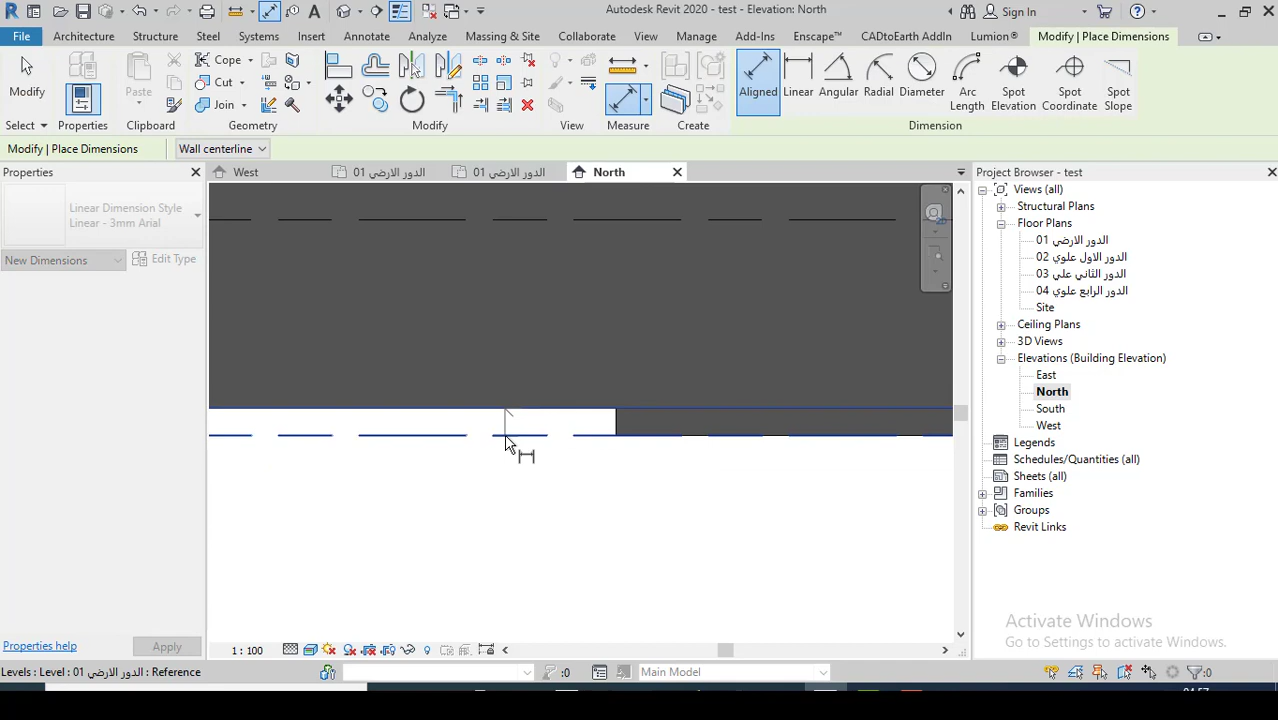 Autodesk Revit 2020 - test - Elevation: North
Sign In
File
Architecture
Structure
Steel
Systems
Insert
Annotate
Analyze
Massing & Site
Collaborate
View
Manage
Add-Ins
Enscape™
CADtoEarth AddIn
Lumion®
Modify | Place Dimensions
Modify
Paste
Cope
Cut
Join
Aligned
Linear
Angular
Radial
Diameter
Arc Length
Spot Elevation
Spot Coordinate
Spot Slope
Select
Properties
Clipboard
Geometry
Modify
View
Measure
Create
Dimension
Modify | Place Dimensions
Wall centerline
Properties
West
الدور الارضي 01
الدور الارضي 01
North
Project Browser - test
Linear Dimension Style
Linear - 3mm Arial
New Dimensions
Edit Type
2D
Views (all)
Structural Plans
Floor Plans
الدور الارضي 01
الدور الاول علوي 02
الدور الثاني علي 03
الدور الرابع علوي 04
Site
Ceiling Plans
3D Views
Elevations (Building Elevation)
East
North
South
West
Legends
Schedules/Quantities (all)
Sheets (all)
Families
Groups
Revit Links
Activate Windows
Go to Settings to activate Windows.
Properties help
Apply
1 : 100
Levels : Level : الدور الارضي 01 : Reference
:0
Main Model
:0